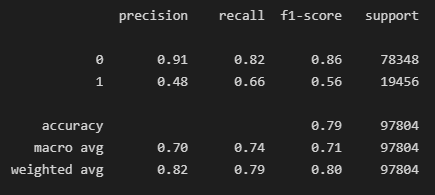 precision recall f1-score support
0 0.91 0.82 0.86 78348
1 0.48 0.66 0.56 19456
accuracy 0.79 97804
macro avg 0.70 0.74 0.71 97804
weighted avg 0.82 0.79 0.80 97804